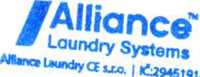 Alliance™
Laundry Systems
Alliance Laundry CE s.r.o. | IČ:2945191